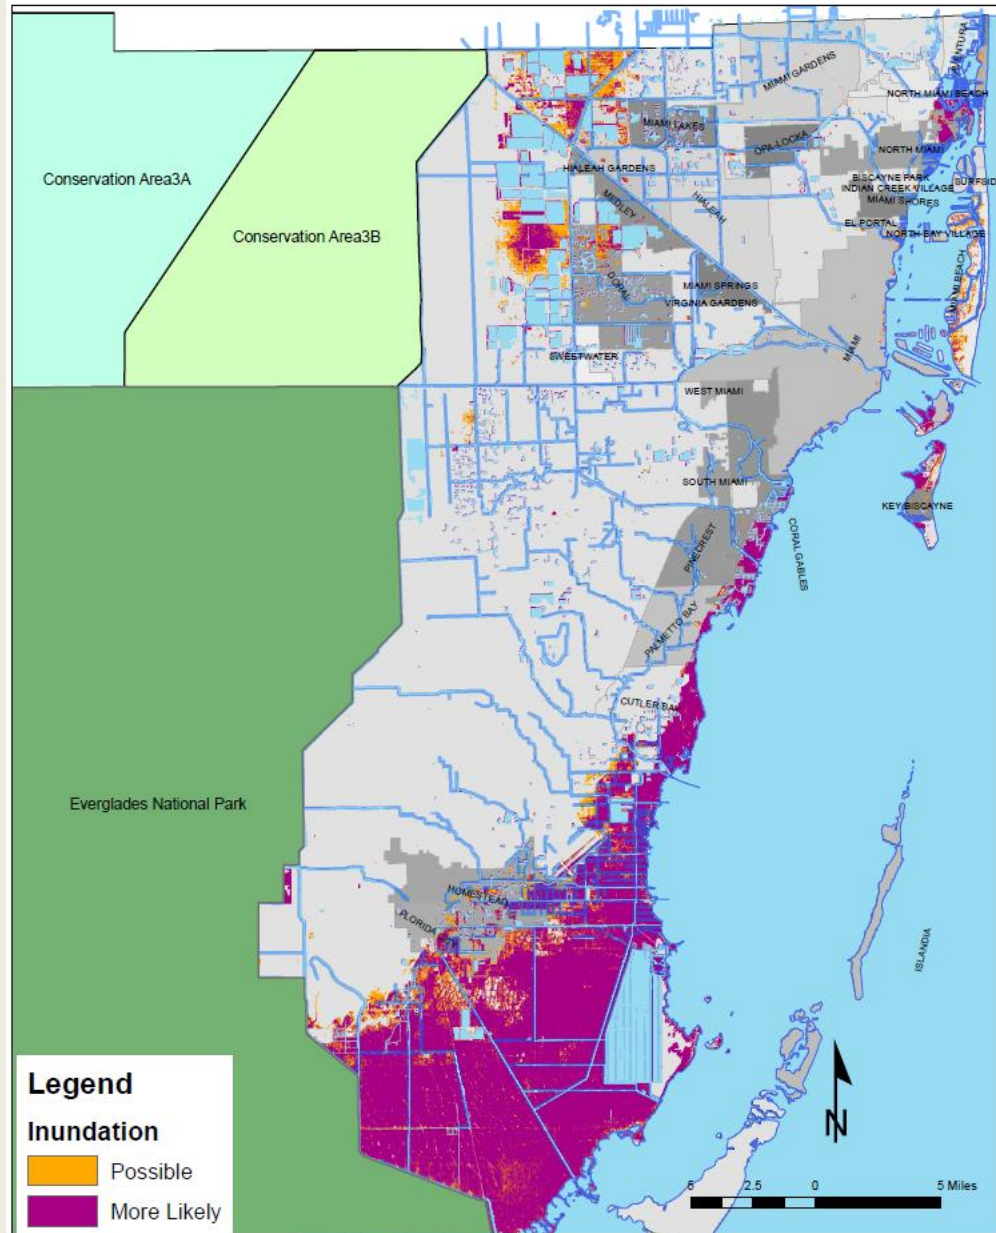 AVENTURA
MIAMI GARDENS
NORTH MIAMI BEACH
MIAMI LAKES
OPA-LOCKA
NORTH MIAMI
Conservation Area3A
HIALEAH GARDENS
BISCAYNE PARK
SURFSID
INDIAN CREEK VILLAGE
MEDLEY
HIALEAH
MIAMI SHORES
EL PORTAL
Conservation Area3B
NORTH BAY VILLAGE
DORAL
MIAMI SPRINGS
MIAMI BEACH
VIRGINIA GARDENS
SWEETWATER
MIAMI
WEST MIAMI
SOUTH MIAMI
KEY BISCAYNE
PINECREST
CORAL GABLES
PALMETTO BAY
CUTLER BAY
Everglades National Park
HOMESTEAD
FLORIDA CITY
ISLANDIA
N
Legend
Inundation
Possible
More Likely
5 2.5 0 5 Miles